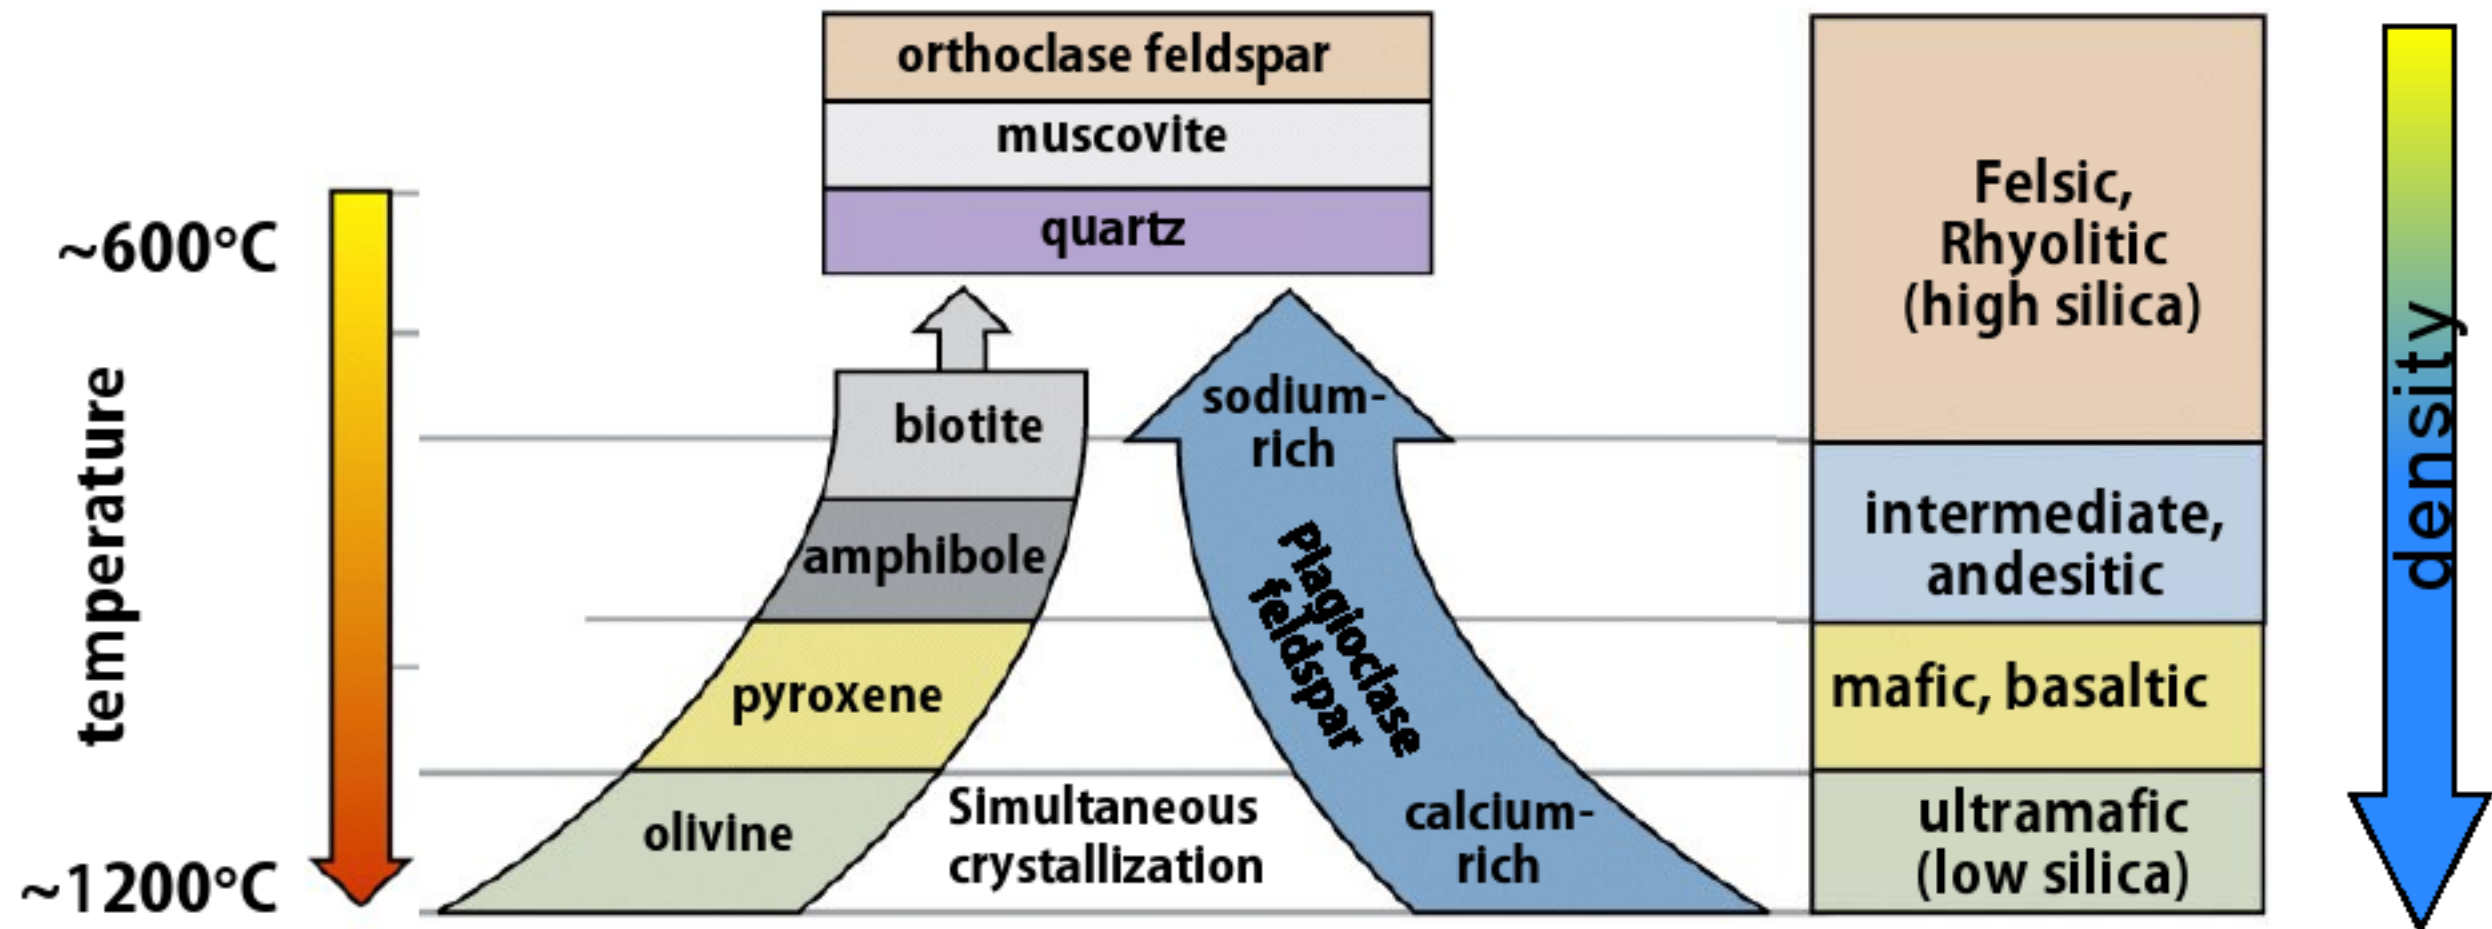 orthoclase feldspar
muscovite
quartz
~600°C
temperature
~1200°C
biotite
amphibole
pyroxene
olivine
Simultaneous
crystallization
sodium-
rich
Plagioclase
feldspar
calcium-
rich
Felsic,
Rhyolitic
(high silica)
intermediate,
andesitic
mafic, basaltic
ultramafic
(low silica)
density